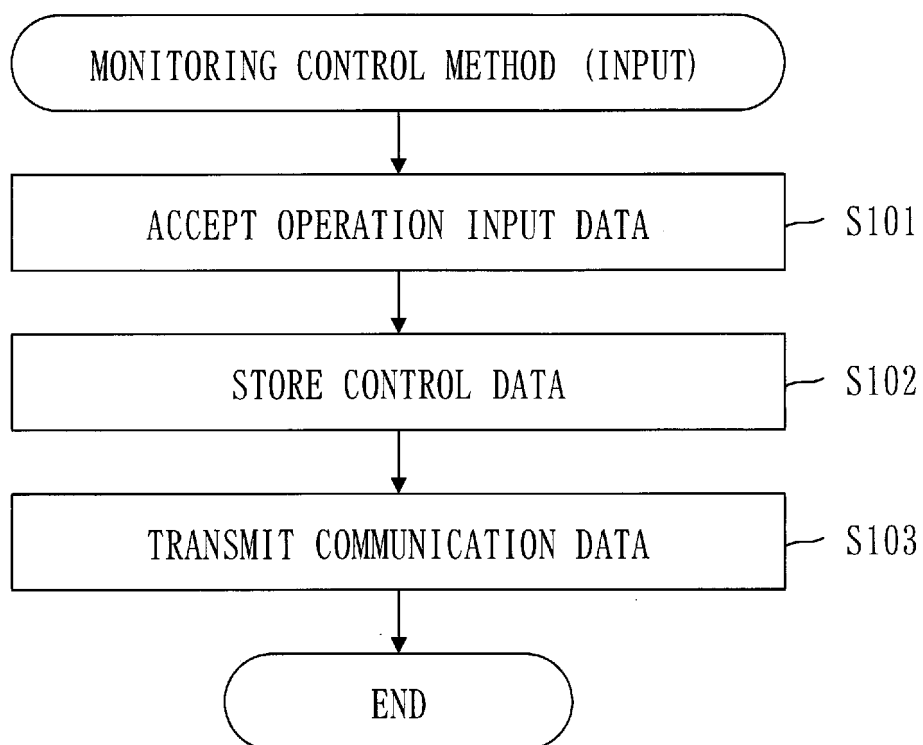 MONITORING CONTROL METHOD (INPUT)
ACCEPT OPERATION INPUT DATA
S101
STORE CONTROL DATA
S102
TRANSMIT COMMUNICATION DATA
S103
END